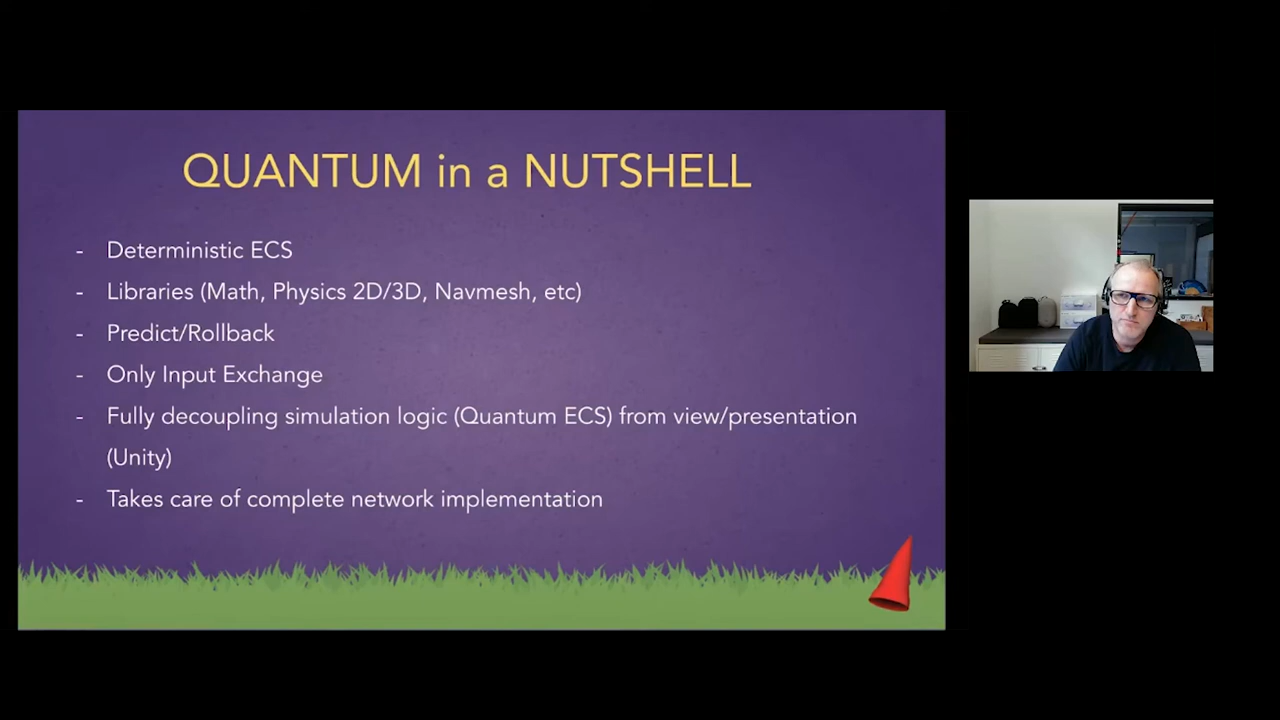 QUANTUM in a NUTSHELL
- Deterministic ECS
- Libraries (Math, Physics 2D/3D, Navmesh, etc)
- Predict/Rollback
- Only Input Exchange
- Fully decoupling simulation logic (Quantum ECS) from view/presentation
(Unity)
- Takes care of complete network implementation